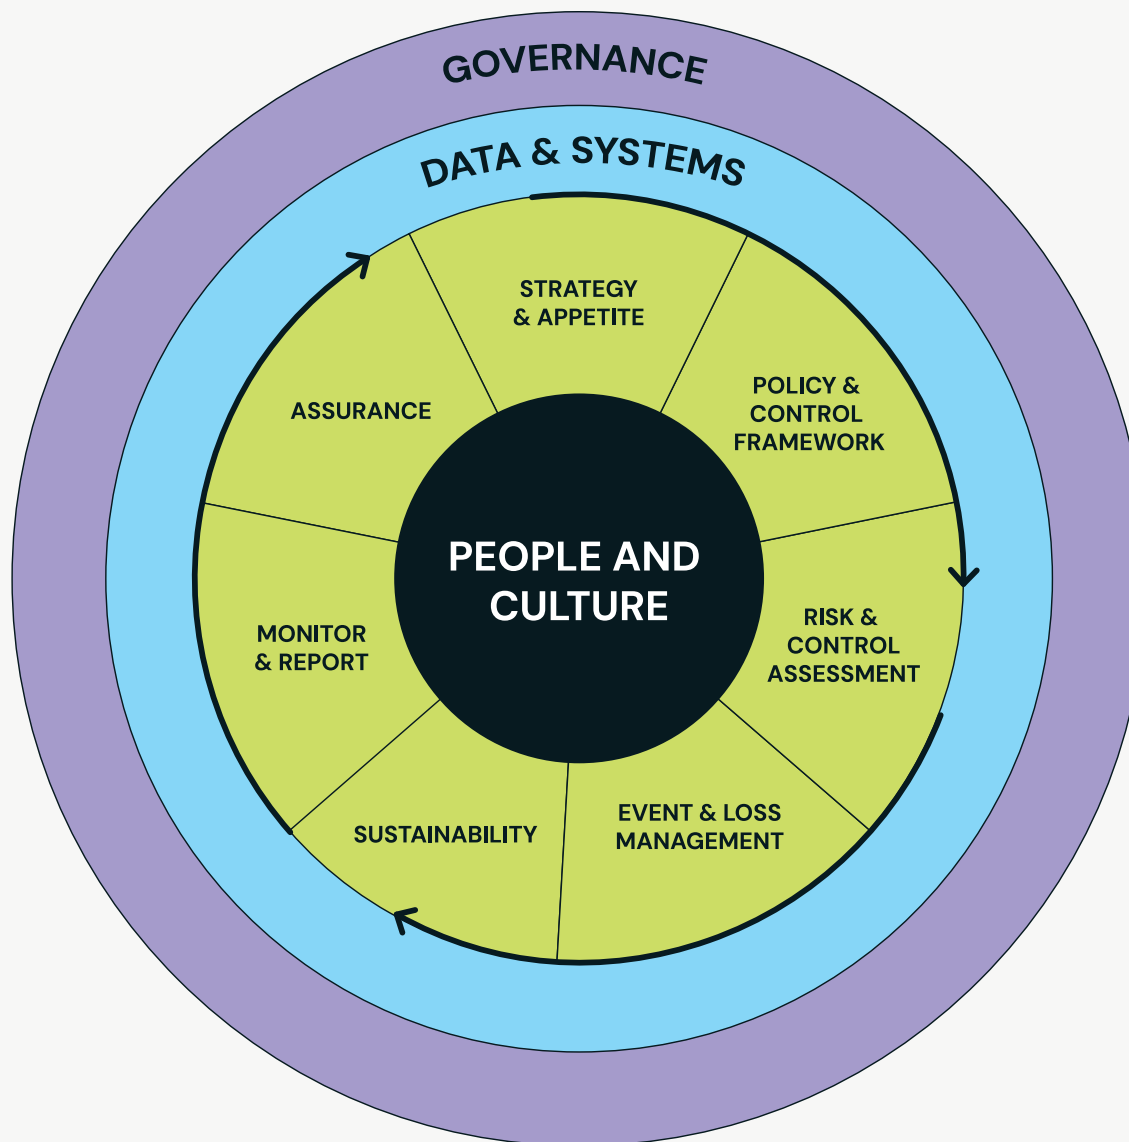 GOVERNANCE
DATA & SYSTEMS
STRATEGY
& APPETITE
POLICY &
CONTROL
FRAMEWORK
RISK &
CONTROL
ASSESSMENT
EVENT & LOSS
MANAGEMENT
SUSTAINABILITY
MONITOR
& REPORT
ASSURANCE
PEOPLE AND
CULTURE